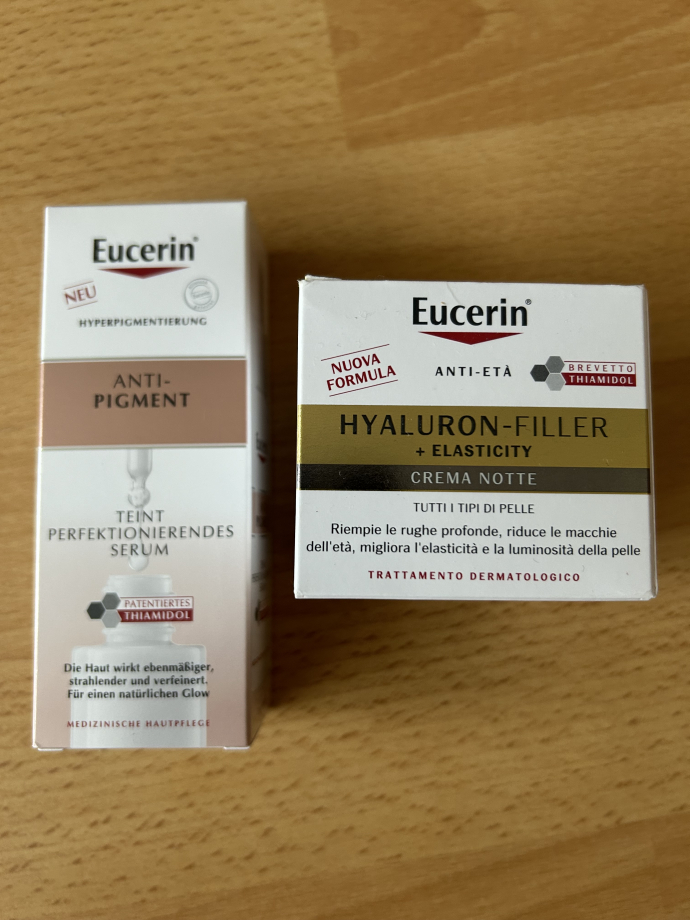 Eucerin®
NEU
HYPERPIGMENTIERUNG
ANTI-
PIGMENT
TEINT
PERFEKTIONIERENDES
SERUM
PATENTIERTES
THIAMIDOL
Die Haut wirkt ebenmäßiger,
strahlender und verfeinert.
Für einen natürlichen Glow
MEDIZINISCHE HAUTPFLEGE
Eucerin®
NUOVA
FORMULA
ANTI-ETÀ
BREVETTO
THIAMIDOL
HYALURON-FILLER
+ ELASTICITY
CREMA NOTTE
TUTTI I TIPI DI PELLE
Riempie le rughe profonde, riduce le macchie
dell'età, migliora l'elasticità e la luminosità della pelle
TRATTAMENTO DERMATOLOGICO